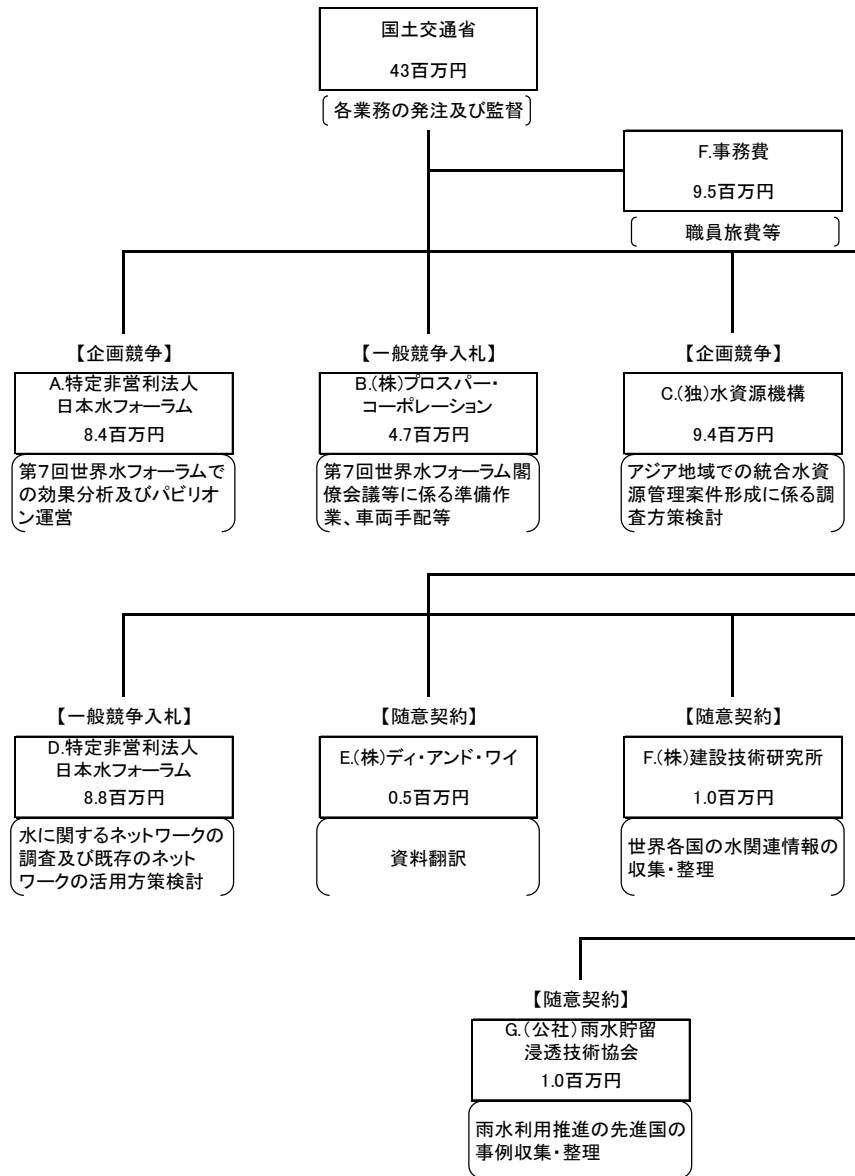 国土交通省
43百万円
各業務の発注及び監督
F.事務費
9.5百万円
職員旅費等
【企画競争】
A.特定非営利法人
日本水フォーラム
8.4百万円
第7回世界水フォーラムで
の効果分析及びパビリオ
ン運営
【一般競争入札】
B.(株)プロスパー・
コーポレーション
4.7百万円
第7回世界水フォーラム閣
僚会議等に係る準備作
業、車両手配等
【企画競争】
C.(独)水資源機構
9.4百万円
アジア地域での統合水資
源管理案件形成に係る調
査方策検討
【一般競争入札】
D.特定非営利法人
日本水フォーラム
8.8百万円
水に関するネットワークの
調査及び既存のネット
ワークの活用方策検討
【随意契約】
E.(株)ディ・アンド・ワイ
0.5百万円
資料翻訳
【随意契約】
F.(株)建設技術研究所
1.0百万円
世界各国の水関連情報の
収集・整理
【随意契約】
G.(公社)雨水貯留
浸透技術協会
1.0百万円
雨水利用推進の先進国の
事例収集・整理